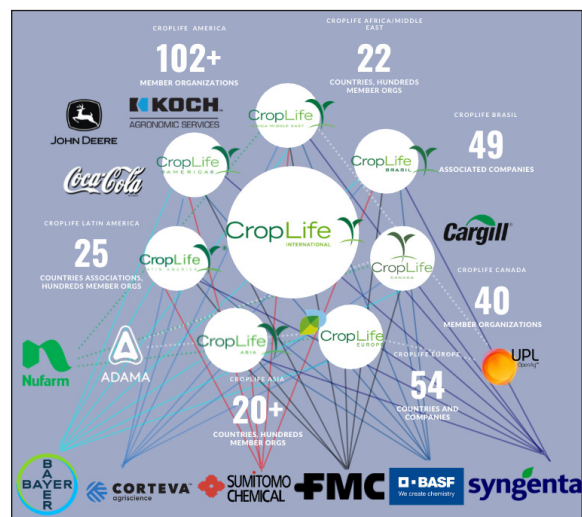 CROPLIFE AMERICA
102+
MEMBER ORGANIZATIONS
CROPLIFE AFRICA/MIDDLE
EAST
22
COUNTRIES, HUNDREDS
MEMBER ORGS
JOHN DEERE
KOCH
AGRONOMIC SERVICES
CropLife
AFRICA MIDDLE EAST
CROPLIFE BRASIL
49
ASSOCIATED COMPANIES
Coca-Cola
CropLife
AMERICAS
CropLife
BRASIL
CropLife
INTERNATIONAL
Cargill
CROPLIFE LATIN AMERICA
25
COUNTRIES ASSOCIATIONS,
HUNDREDS MEMBER ORGS
CropLife
LATIN AMERICA
CropLife
CANADA
CROPLIFE CANADA
40
MEMBER ORGANIZATIONS
Nufarm
ADAMA
CropLife
ASIA
CropLife
EUROPE
CROPLIFE EUROPE
54
COUNTRIES AND
COMPANIES
UPL
OpenAg™
CROPLIFE ASIA
20+
COUNTRIES, HUNDREDS
MEMBER ORGS
BAYER
BAYER
CORTEVA
agriscience
SUMITOMO
CHEMICAL
FMC
BASF
We create chemistry
syngenta